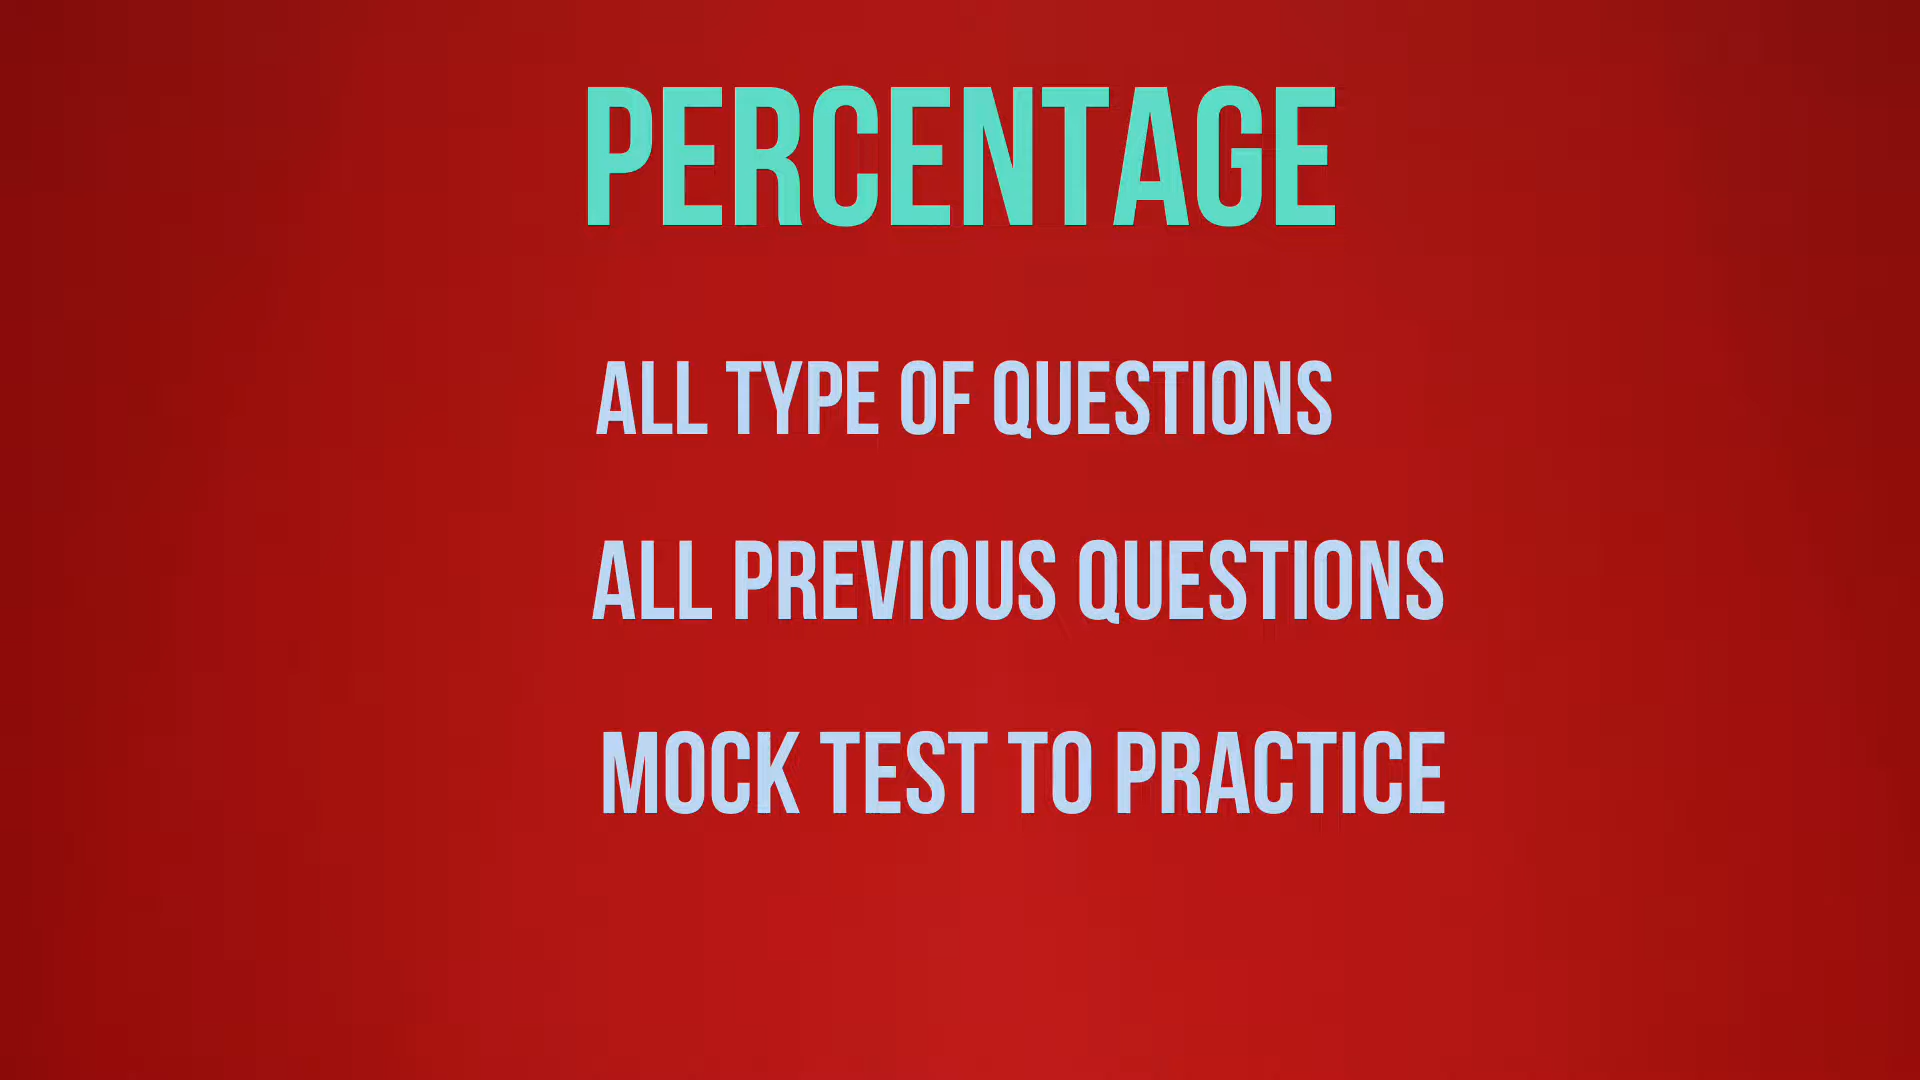 PERCENTAGE
ALL TYPE OF QUESTIONS
ALL PREVIOUS QUESTIONS
MOCK TEST TO PRACTICE